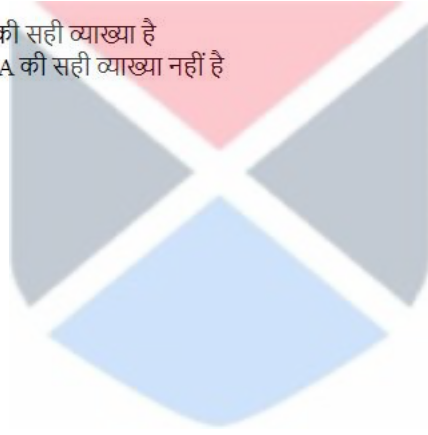 की सही व्याख्या है
A की सही व्याख्या नहीं है